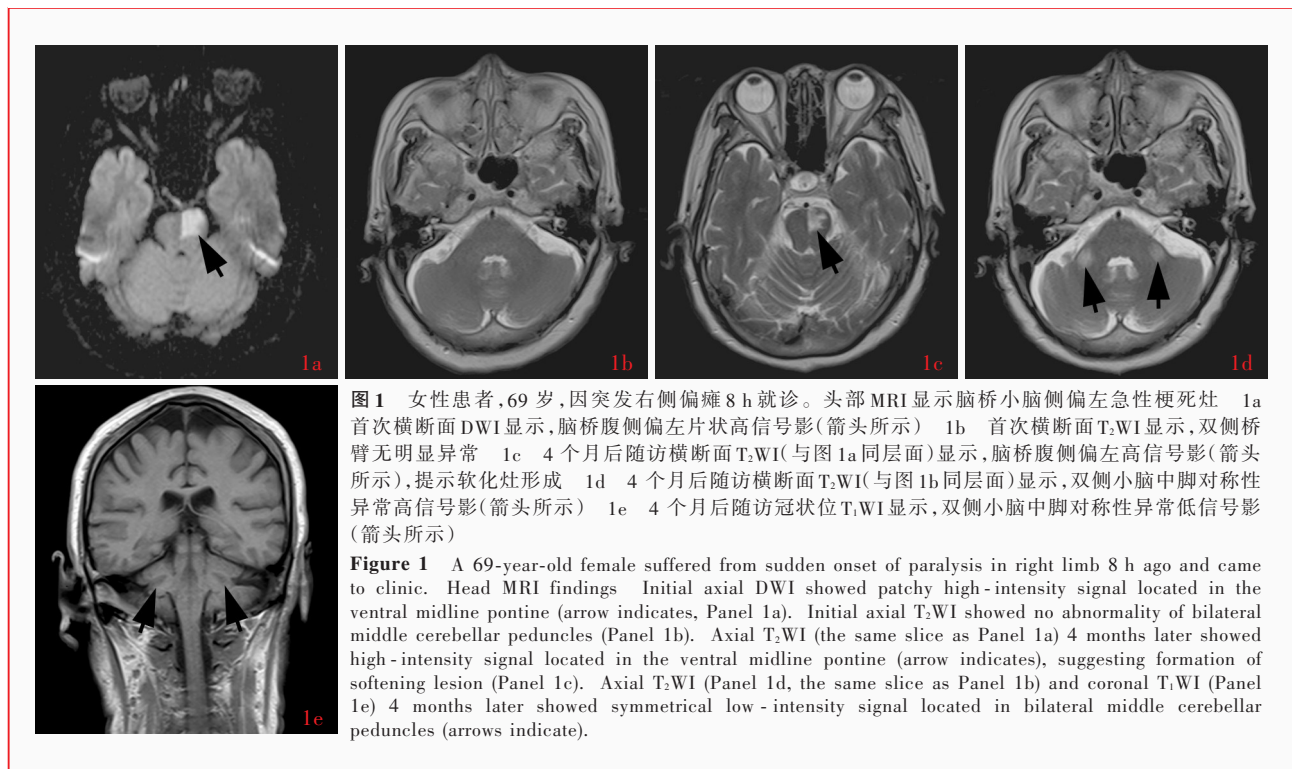 1a
1b
1c
1d
1e
图1 女性患者,69 岁,因突发右侧偏瘫 8 h 就诊。头部 MRI 显示脑桥小脑侧偏左急性梗死灶 1a
首次横断面 DWI 显示,脑桥腹侧偏左片状高信号影(箭头所示) 1b 首次横断面 T₂WI 显示,双侧桥
臂无明显异常 1c 4 个月后随访横断面 T₂WI(与图 1a 同层面)显示,脑桥腹侧偏左高信号影(箭头
所示),提示软化灶形成 1d 4 个月后随访横断面 T₂WI(与图 1b 同层面)显示,双侧小脑中脚对称性
异常高信号影(箭头所示) 1e 4 个月后随访冠状位 T₁WI 显示,双侧小脑中脚对称性异常低信号影
(箭头所示)
Figure 1 A 69-year-old female suffered from sudden onset of paralysis in right limb 8 h ago and came
to clinic. Head MRI findings Initial axial DWI showed patchy high-intensity signal located in the
ventral midline pontine (arrow indicates, Panel 1a). Initial axial T₂WI showed no abnormality of bilateral
middle cerebellar peduncles (Panel 1b). Axial T₂WI (the same slice as Panel 1a) 4 months later showed
high-intensity signal located in the ventral midline pontine (arrow indicates), suggesting formation of
softening lesion (Panel 1c). Axial T₂WI (Panel 1d, the same slice as Panel 1b) and coronal T₁WI (Panel
1e) 4 months later showed symmetrical low-intensity signal located in bilateral middle cerebellar
peduncles (arrows indicate).